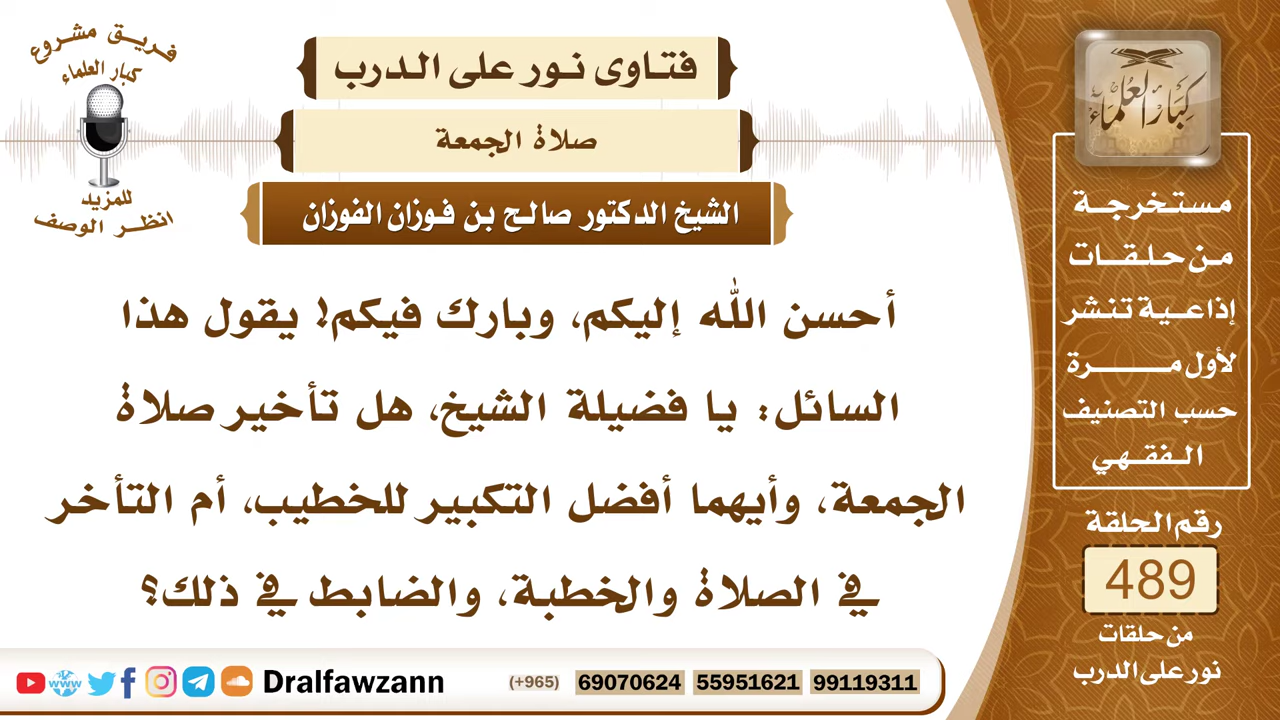 فريق مشروع
كبار العلماء
للمزيد
انظر الوصف
فتاوى نور على الدرب
صلاة الجمعة
الشيخ الدكتور صالح بن فوزان الفوزان
أحسن الله إليكم، وبارك فيكم! يقول هذا
السائل: يا فضيلة الشيخ، هل تأخير صلاة
الجمعة، وأيهما أفضل التكبير للخطيب، أم التأخر
في الصلاة والخطبة، والضابط في ذلك؟
كبار العلماء
مستخرجة
من حلقات
إذاعية تنشر
لأول مرة
حسب التصنيف
الفقهي
رقم الحلقة
489
من حلقات
نور على الدرب
www
Dralfawzann
(+965) 69070624 55951621 99119311